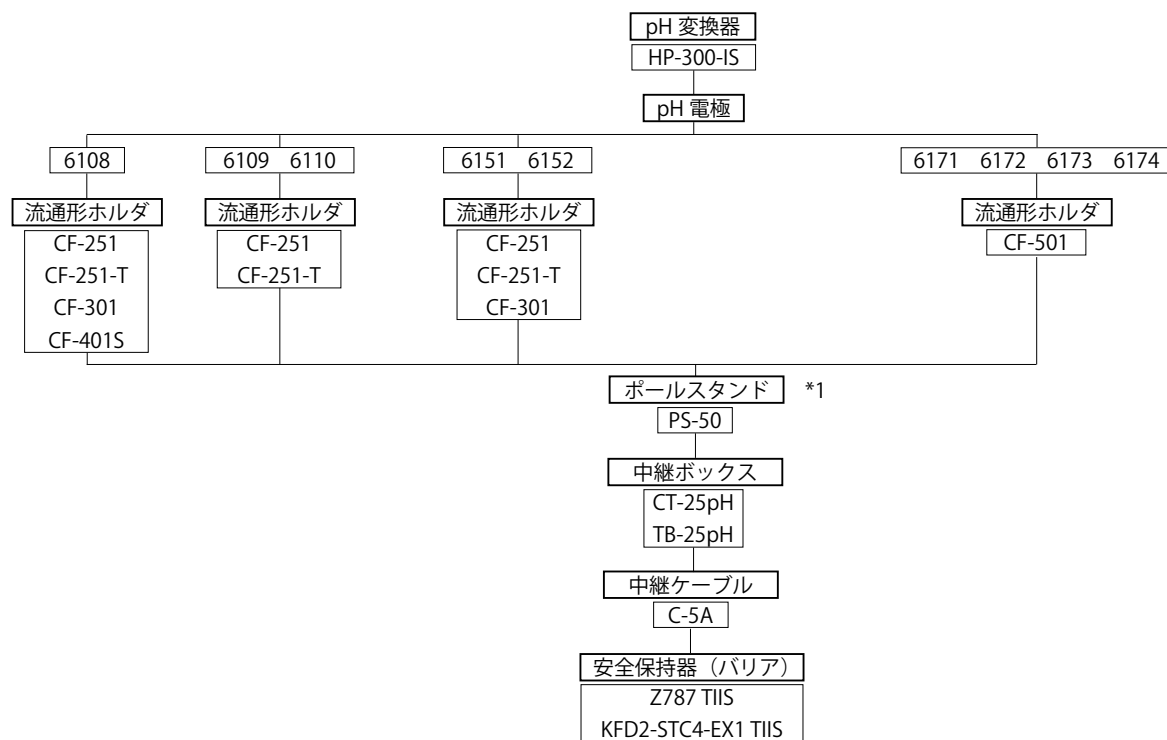 pH 変換器
HP-300-IS
pH 電極
6108
6109 6110
6151 6152
6171 6172 6173 6174
流通形ホルダ
流通形ホルダ
流通形ホルダ
流通形ホルダ
CF-251
CF-251-T
CF-301
CF-401S
CF-251
CF-251-T
CF-251
CF-251-T
CF-301
CF-501
ポールスタンド *1
PS-50
中継ボックス
CT-25pH
TB-25pH
中継ケーブル
C-5A
安全保持器（バリア）
Z787 TIIS
KFD2-STC4-EX1 TIIS